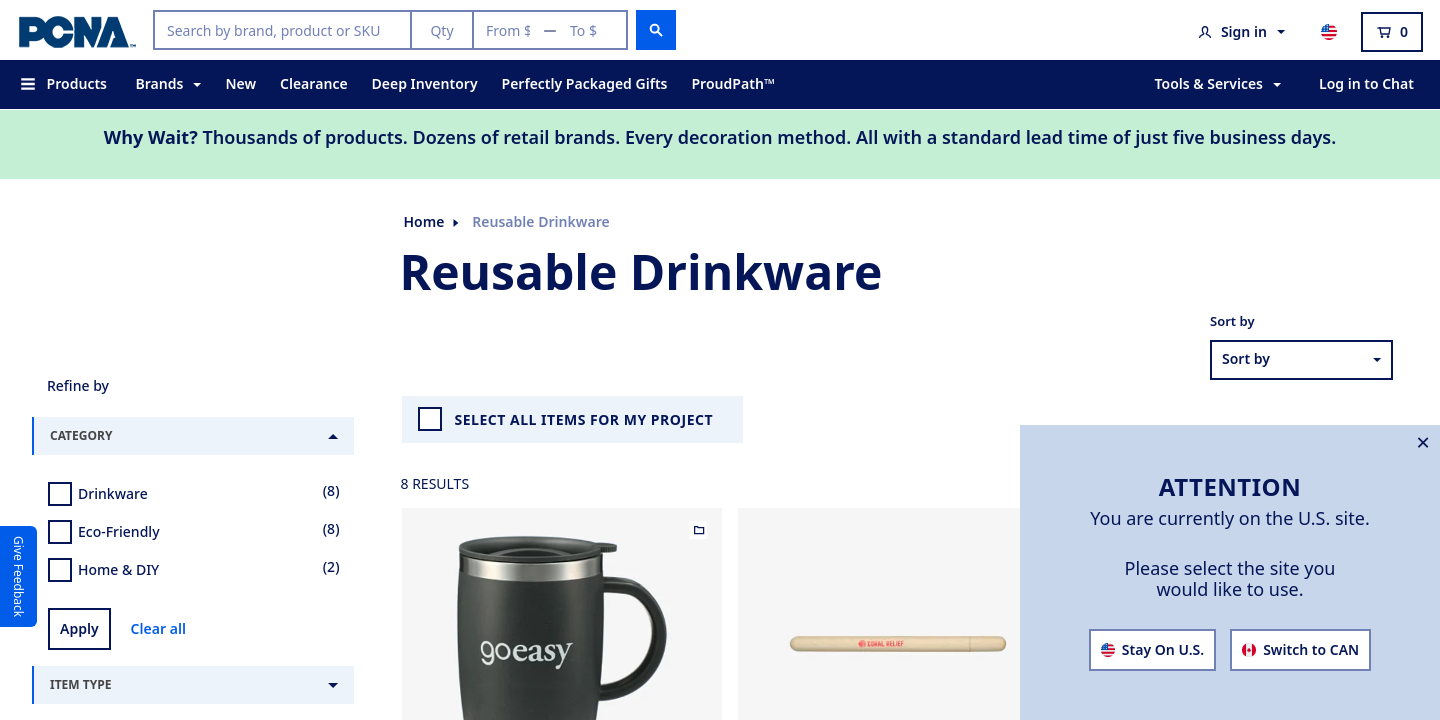 PCNA™
Search by brand, product or SKU
Qty
From $ — To $
Sign in
0
Products
Brands
New
Clearance
Deep Inventory
Perfectly Packaged Gifts
ProudPath™
Tools & Services
Log in to Chat
Why Wait? Thousands of products. Dozens of retail brands. Every decoration method. All with a standard lead time of just five business days.
Home
Reusable Drinkware
Reusable Drinkware
Sort by
Sort by
Refine by
CATEGORY
Drinkware (8)
Eco-Friendly (8)
Home & DIY (2)
Apply
Clear all
ITEM TYPE
Give Feedback
SELECT ALL ITEMS FOR MY PROJECT
8 RESULTS
goeasy
CORAL RELIEF
ATTENTION
You are currently on the U.S. site.
Please select the site you
would like to use.
Stay On U.S.
Switch to CAN